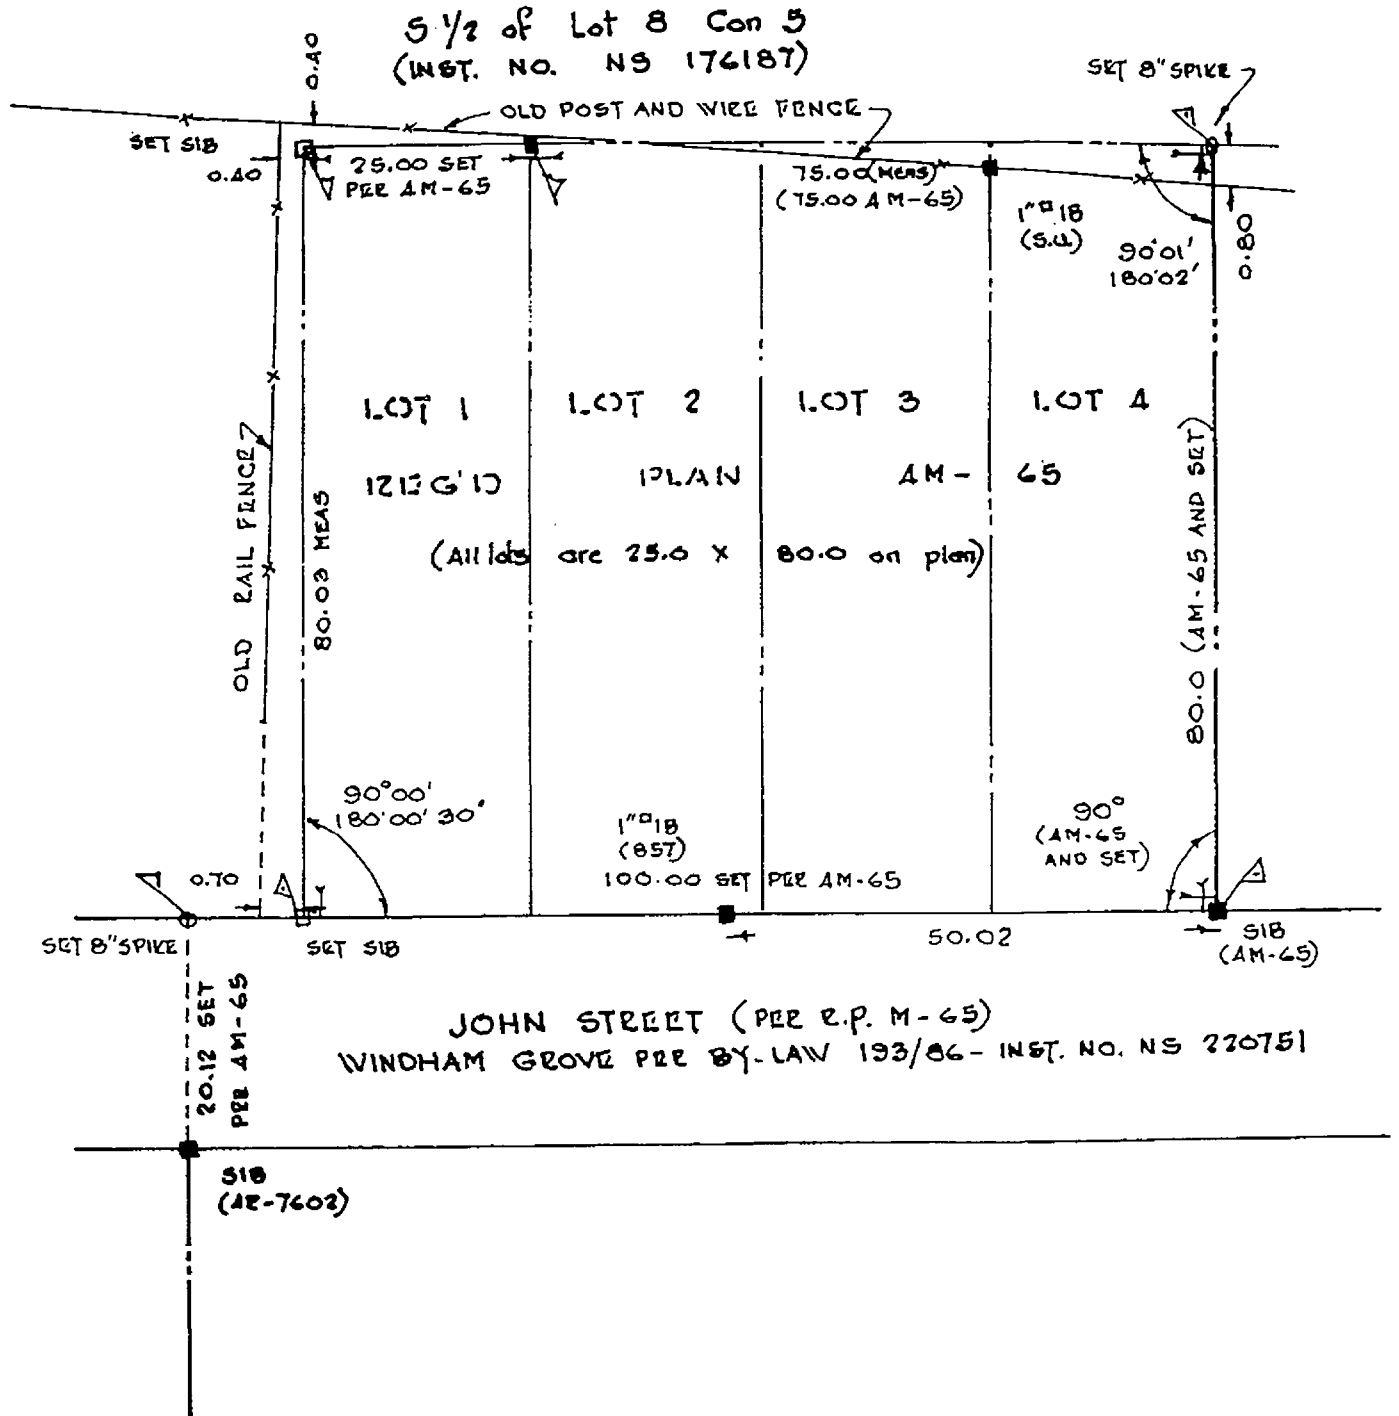 S 1/2 of Lot 8 Con 5
(INST. NO. NS 176187)
0.40
SET 8" SPIKE
OLD POST AND WIRE FENCE
SET SIB
0.40
25.00 SET
PER AM-65
75.00 (MEAS)
(75.00 AM-65)
1"□ IB
(S.U.)
90°01'
180°02'
0.80
LOT 1
LOT 2
LOT 3
LOT 4
REG'D PLAN AM-65
(All lots are 25.0 x 80.0 on plan)
OLD RAIL FENCE
80.03 MEAS
80.0 (AM-65 AND SET)
90°00'
180°00'30"
1"□ IB
(857)
100.00 SET PER AM-65
90°
(AM-65
AND SET)
0.70
SET 8" SPIKE
SET SIB
50.02
SIB
(AM-65)
20.12 SET
PER AM-65
JOHN STREET (PER R.P. M-65)
WINDHAM GROVE PER BY-LAW 193/86 - INST. NO. NS 220751
SIB
(AR-7602)